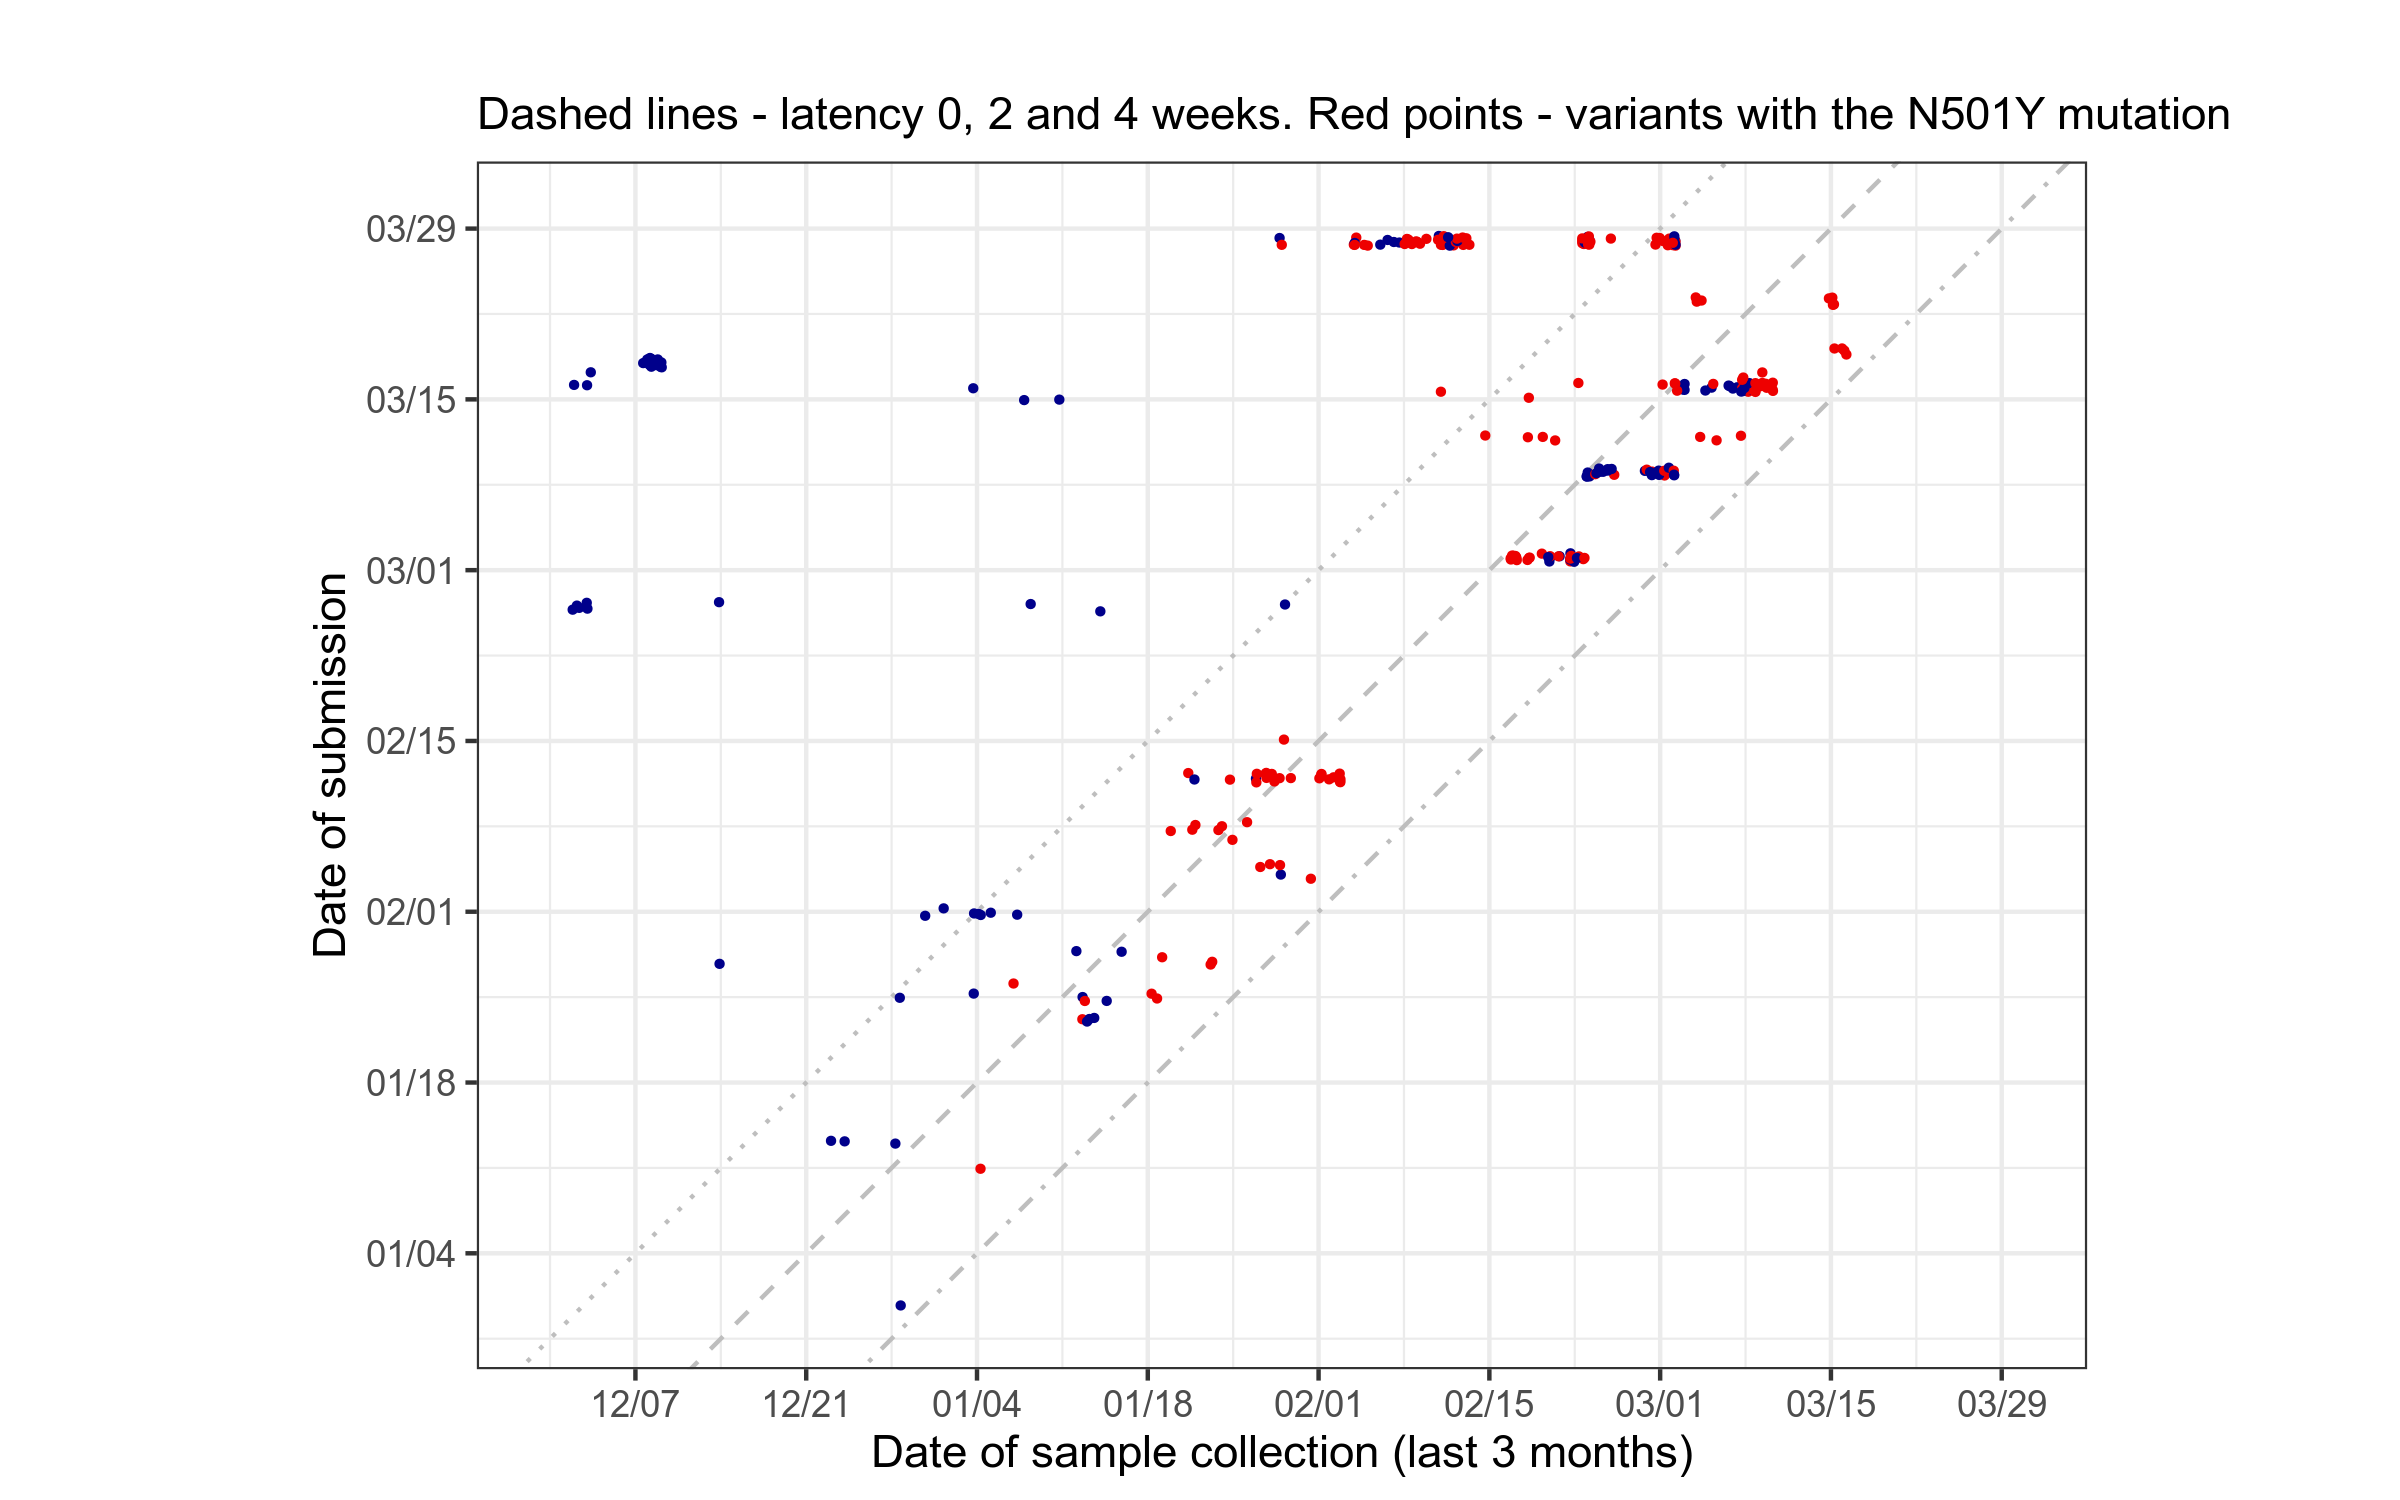 Dashed lines - latency 0, 2 and 4 weeks. Red points - variants with the N501Y mutation
03/29
03/15
03/01
02/15
02/01
01/18
01/04
Date of submission
12/07 12/21 01/04 01/18 02/01 02/15 03/01 03/15 03/29
Date of sample collection (last 3 months)